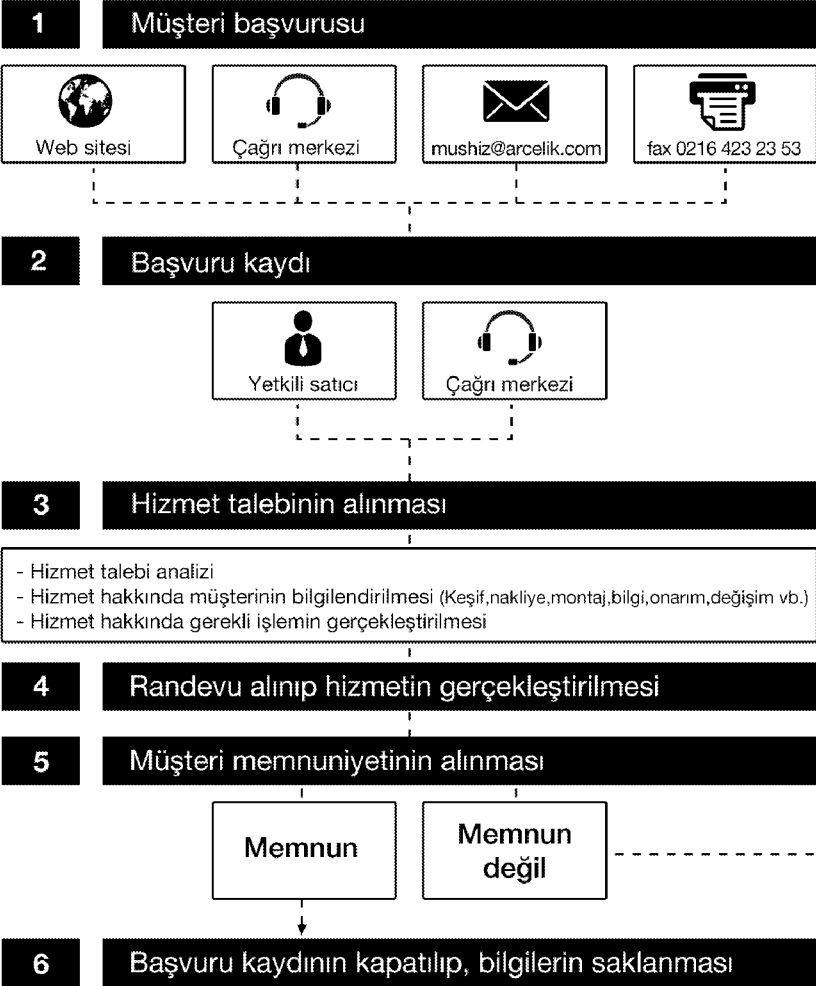 1 Müşteri başvurusu
Web sitesi
Çağrı merkezi
mushiz@arcelik.com
fax 0216 423 23 53
2 Başvuru kaydı
Yetkili satıcı
Çağrı merkezi
3 Hizmet talebinin alınması
- Hizmet talebi analizi
- Hizmet hakkında müşterinin bilgilendirilmesi (Keşif,nakliye,montaj,bilgi,onarım,değişim vb.)
- Hizmet hakkında gerekli işlemin gerçekleştirilmesi
4 Randevu alınıp hizmetin gerçekleştirilmesi
5 Müşteri memnuniyetinin alınması
Memnun
Memnun
değil
6 Başvuru kaydının kapatılıp, bilgilerin saklanması